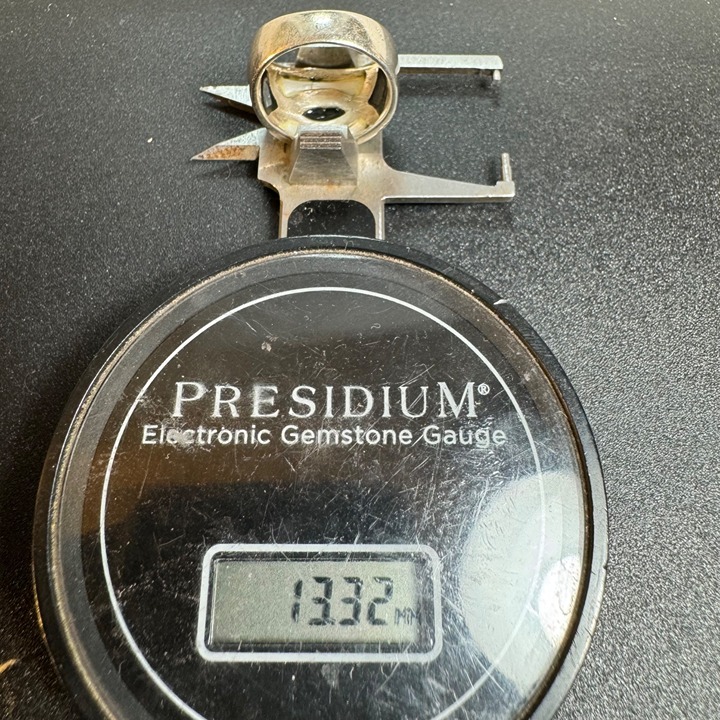 PRESIDIUM®
Electronic Gemstone Gauge
13.32 MM